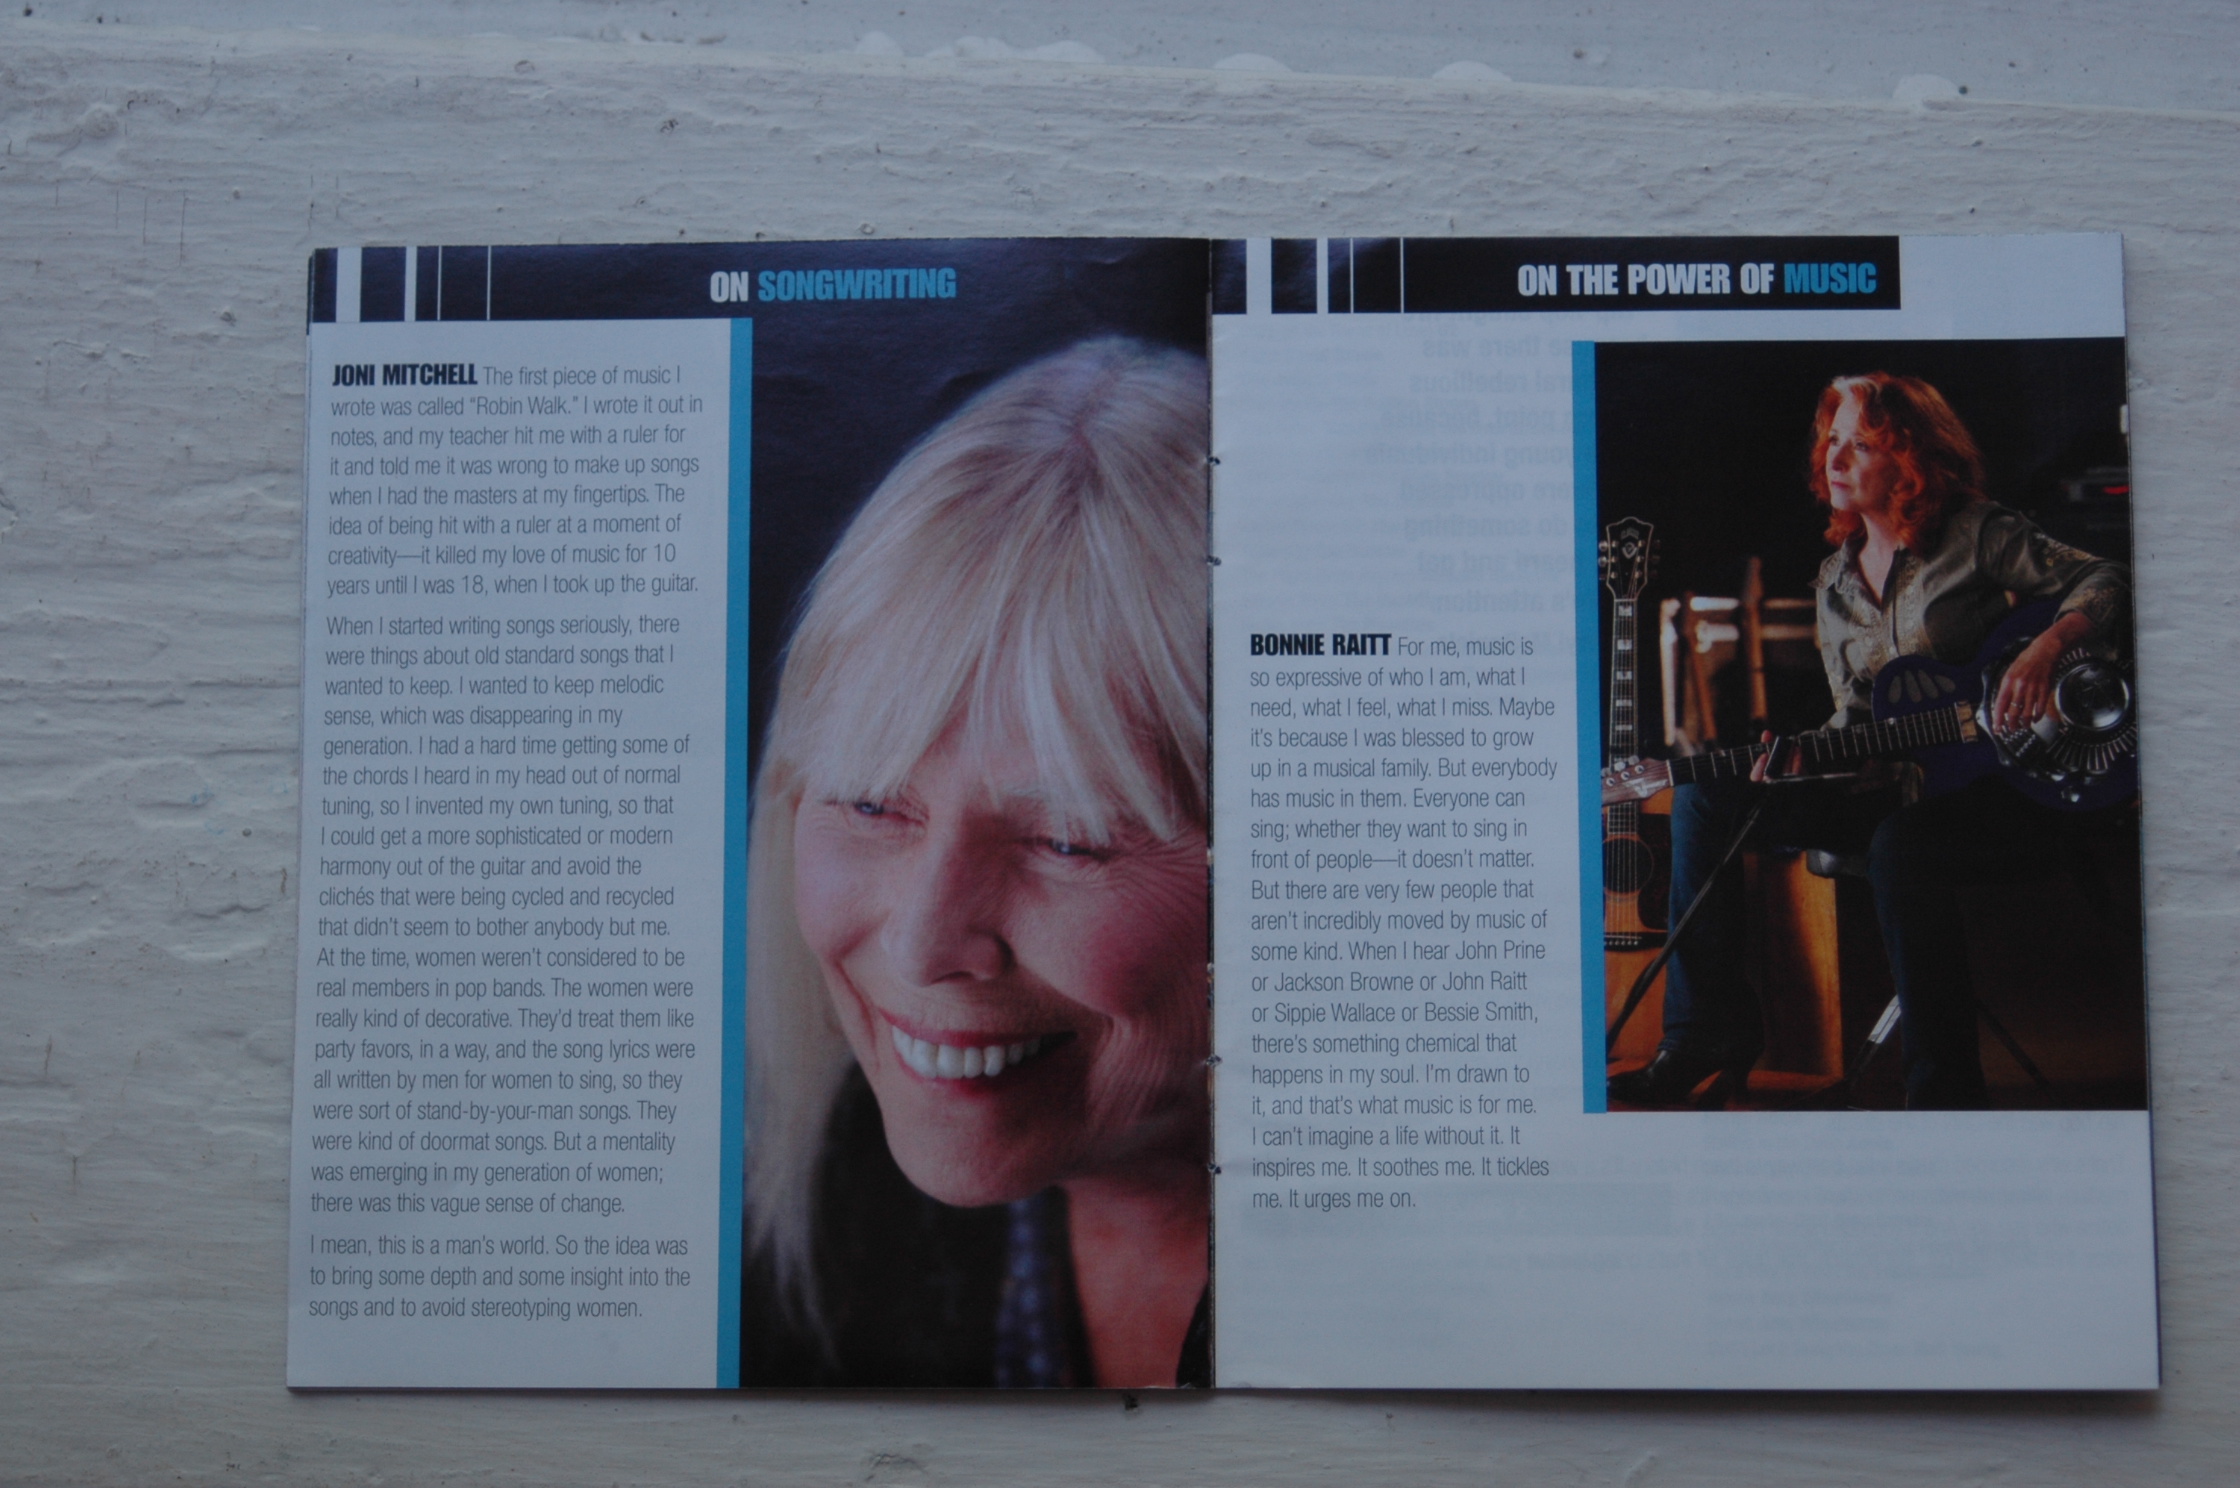 ON SONGWRITING
JONI MITCHELL The first piece of music I
wrote was called “Robin Walk.” I wrote it out in
notes, and my teacher hit me with a ruler for
it and told me it was wrong to make up songs
when I had the masters at my fingertips. The
idea of being hit with a ruler at a moment of
creativity—it killed my love of music for 10
years until I was 18, when I took up the guitar.
When I started writing songs seriously, there
were things about old standard songs that I
wanted to keep. I wanted to keep melodic
sense, which was disappearing in my
generation. I had a hard time getting some of
the chords I heard in my head out of normal
tuning, so I invented my own tuning, so that
I could get a more sophisticated or modern
harmony out of the guitar and avoid the
clichés that were being cycled and recycled
that didn't seem to bother anybody but me.
At the time, women weren't considered to be
real members in pop bands. The women were
really kind of decorative. They'd treat them like
party favors, in a way, and the song lyrics were
all written by men for women to sing, so they
were sort of stand-by-your-man songs. They
were kind of doormat songs. But a mentality
was emerging in my generation of women;
there was this vague sense of change.
I mean, this is a man's world. So the idea was
to bring some depth and some insight into the
songs and to avoid stereotyping women.
ON THE POWER OF MUSIC
BONNIE RAITT For me, music is
so expressive of who I am, what I
need, what I feel, what I miss. Maybe
it's because I was blessed to grow
up in a musical family. But everybody
has music in them. Everyone can
sing; whether they want to sing in
front of people—it doesn't matter.
But there are very few people that
aren't incredibly moved by music of
some kind. When I hear John Prine
or Jackson Browne or John Raitt
or Sippie Wallace or Bessie Smith,
there's something chemical that
happens in my soul. I'm drawn to
it, and that's what music is for me.
I can't imagine a life without it. It
inspires me. It soothes me. It tickles
me. It urges me on.